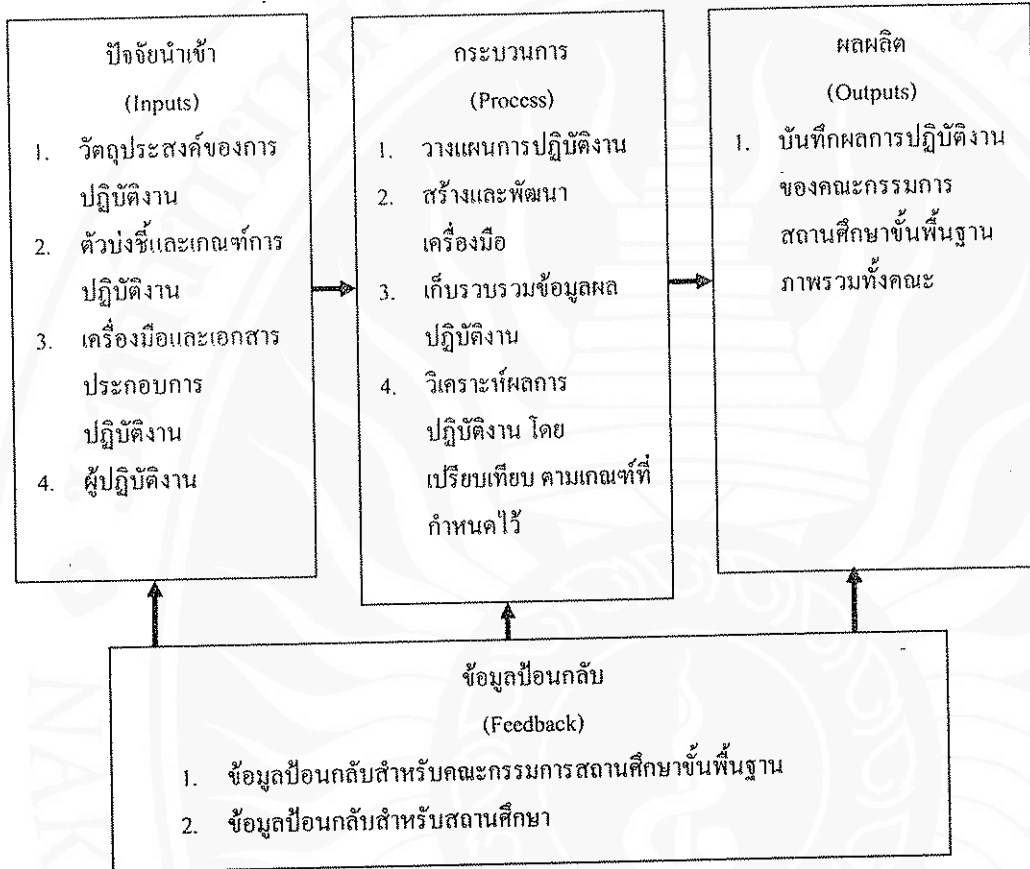 ปัจจัยนำเข้า
(Inputs)
1. วัตถุประสงค์ของการ
ปฏิบัติงาน
2. ตัวบ่งชี้และเกณฑ์การ
ปฏิบัติงาน
3. เครื่องมือและเอกสาร
ประกอบการ
ปฏิบัติงาน
4. ผู้ปฏิบัติงาน
กระบวนการ
(Process)
1. วางแผนการปฏิบัติงาน
2. สร้างและพัฒนา
เครื่องมือ
3. เก็บรวบรวมข้อมูลผล
ปฏิบัติงาน
4. วิเคราะห์ผลการ
ปฏิบัติงาน โดย
เปรียบเทียบ ตามเกณฑ์ที่
กำหนดไว้
ผลผลิต
(Outputs)
1. บันทึกผลการปฏิบัติงาน
ของคณะกรรมการ
สถานศึกษาขั้นพื้นฐาน
ภาพรวมทั้งคณะ
ข้อมูลป้อนกลับ
(Feedback)
1. ข้อมูลป้อนกลับสำหรับคณะกรรมการสถานศึกษาขั้นพื้นฐาน
2. ข้อมูลป้อนกลับสำหรับสถานศึกษา